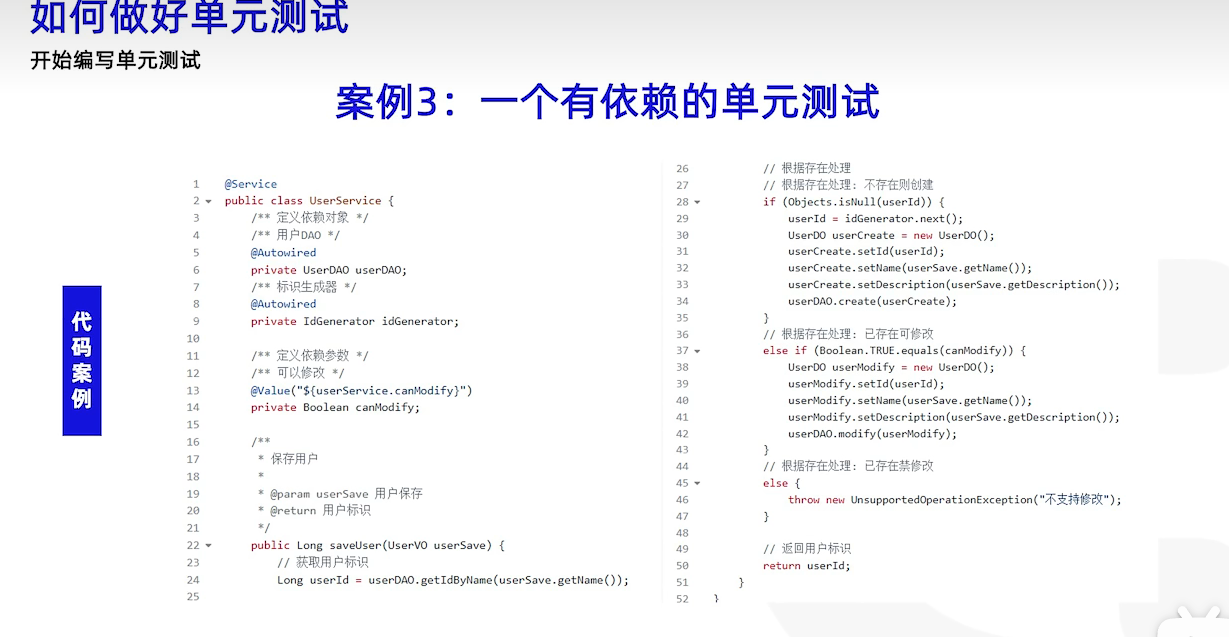 如何做好单元测试
开始编写单元测试
案例3：一个有依赖的单元测试
代码案例
1 @Service
2 public class UserService {
3 /** 定义依赖对象 */
4 /** 用户DAO */
5 @Autowired
6 private UserDAO userDAO;
7 /** 标识生成器 */
8 @Autowired
9 private IdGenerator idGenerator;
10
11 /** 定义依赖参数 */
12 /** 可以修改 */
13 @Value("${userService.canModify}")
14 private Boolean canModify;
15
16 /**
17 * 保存用户
18 *
19 * @param userSave 用户保存
20 * @return 用户标识
21 */
22 public Long saveUser(UserVO userSave) {
23 // 获取用户标识
24 Long userId = userDAO.getIdByName(userSave.getName());
25
26 // 根据存在处理
27 // 根据存在处理: 不存在则创建
28 if (Objects.isNull(userId)) {
29 userId = idGenerator.next();
30 UserDO userCreate = new UserDO();
31 userCreate.setId(userId);
32 userCreate.setName(userSave.getName());
33 userCreate.setDescription(userSave.getDescription());
34 userDAO.create(userCreate);
35 }
36 // 根据存在处理: 已存在可修改
37 else if (Boolean.TRUE.equals(canModify)) {
38 UserDO userModify = new UserDO();
39 userModify.setId(userId);
40 userModify.setName(userSave.getName());
41 userModify.setDescription(userSave.getDescription());
42 userDAO.modify(userModify);
43 }
44 // 根据存在处理: 已存在禁修改
45 else {
46 throw new UnsupportedOperationException("不支持修改");
47 }
48
49 // 返回用户标识
50 return userId;
51 }
52 }